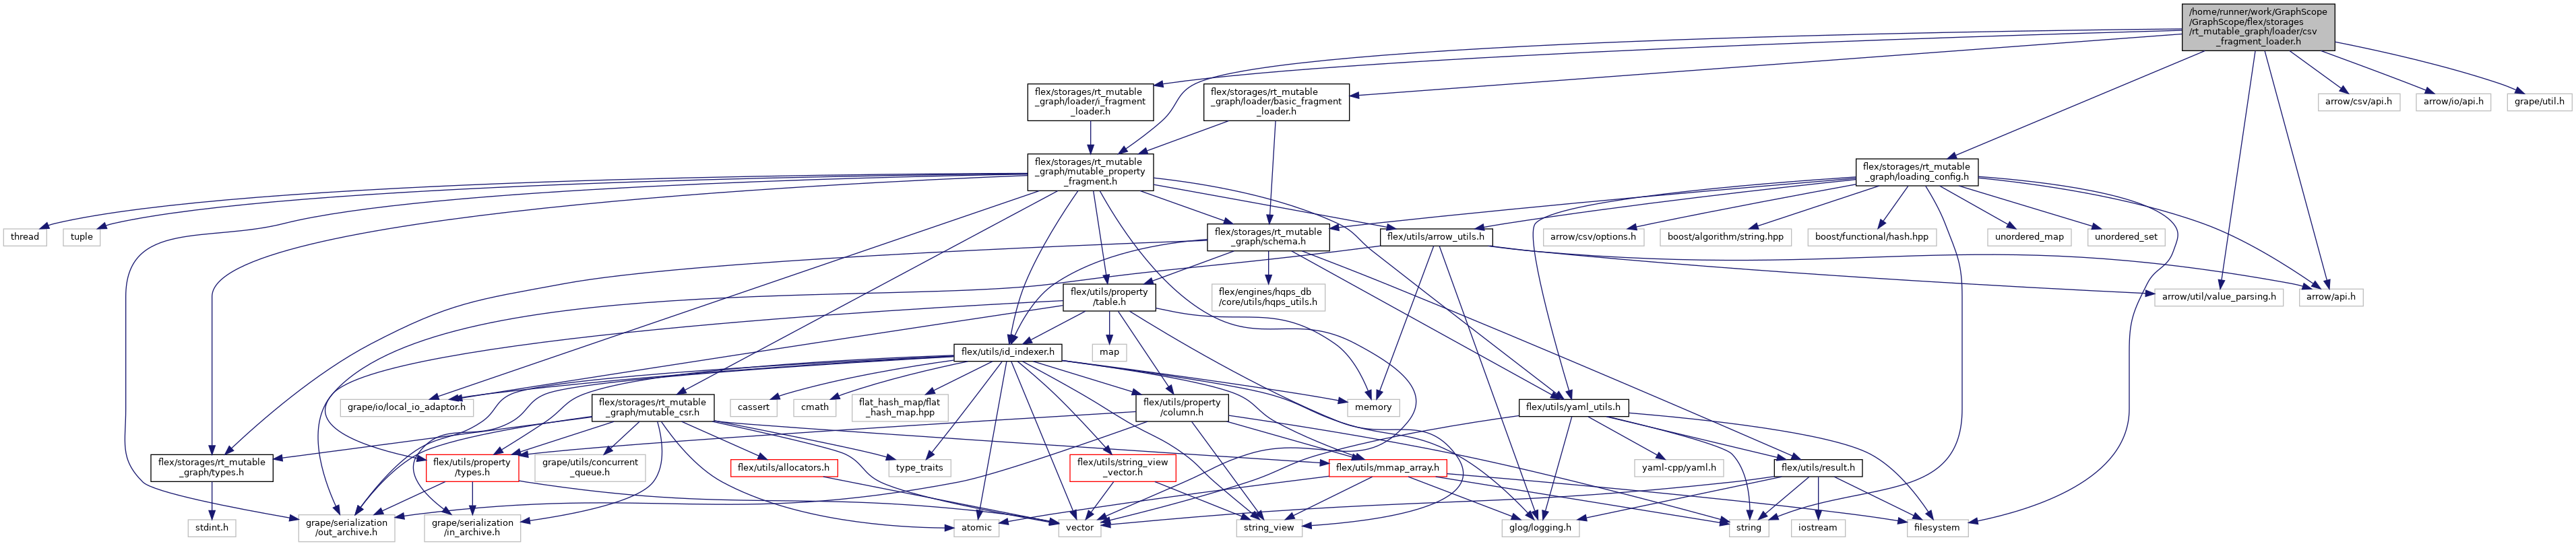 /home/runner/work/GraphScope
/GraphScope/flex/storages
/rt_mutable_graph/loader/csv
_fragment_loader.h
flex/storages/rt_mutable
_graph/loader/i_fragment
_loader.h
flex/storages/rt_mutable
_graph/loader/basic_fragment
_loader.h
arrow/csv/api.h
arrow/io/api.h
grape/util.h
flex/storages/rt_mutable
_graph/mutable_property
_fragment.h
flex/storages/rt_mutable
_graph/loading_config.h
thread
tuple
flex/storages/rt_mutable
_graph/schema.h
flex/utils/arrow_utils.h
arrow/csv/options.h
boost/algorithm/string.hpp
boost/functional/hash.hpp
unordered_map
unordered_set
flex/utils/property
/table.h
flex/engines/hqps_db
/core/utils/hqps_utils.h
arrow/util/value_parsing.h
arrow/api.h
flex/utils/id_indexer.h
map
grape/io/local_io_adaptor.h
flex/storages/rt_mutable
_graph/mutable_csr.h
cassert
cmath
flat_hash_map/flat
_hash_map.hpp
flex/utils/property
/column.h
memory
flex/utils/yaml_utils.h
flex/storages/rt_mutable
_graph/types.h
flex/utils/property
/types.h
grape/utils/concurrent
_queue.h
flex/utils/allocators.h
type_traits
flex/utils/string_view
_vector.h
flex/utils/mmap_array.h
yaml-cpp/yaml.h
flex/utils/result.h
stdint.h
grape/serialization
/out_archive.h
grape/serialization
/in_archive.h
atomic
vector
string_view
glog/logging.h
string
iostream
filesystem